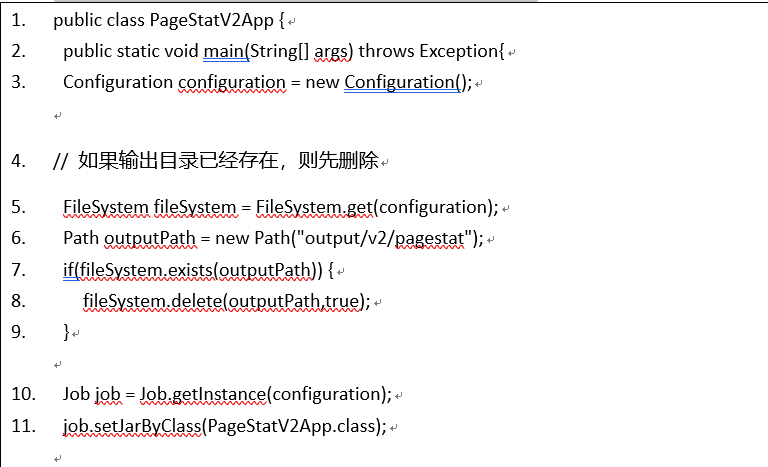 1. public class PageStatV2App {
2. public static void main(String[] args) throws Exception{
3. Configuration configuration = new Configuration();
4. // 如果输出目录已经存在，则先删除
5. FileSystem fileSystem = FileSystem.get(configuration);
6. Path outputPath = new Path("output/v2/pagestat");
7. if(fileSystem.exists(outputPath)) {
8. fileSystem.delete(outputPath,true);
9. }
10. Job job = Job.getInstance(configuration);
11. job.setJarByClass(PageStatV2App.class);